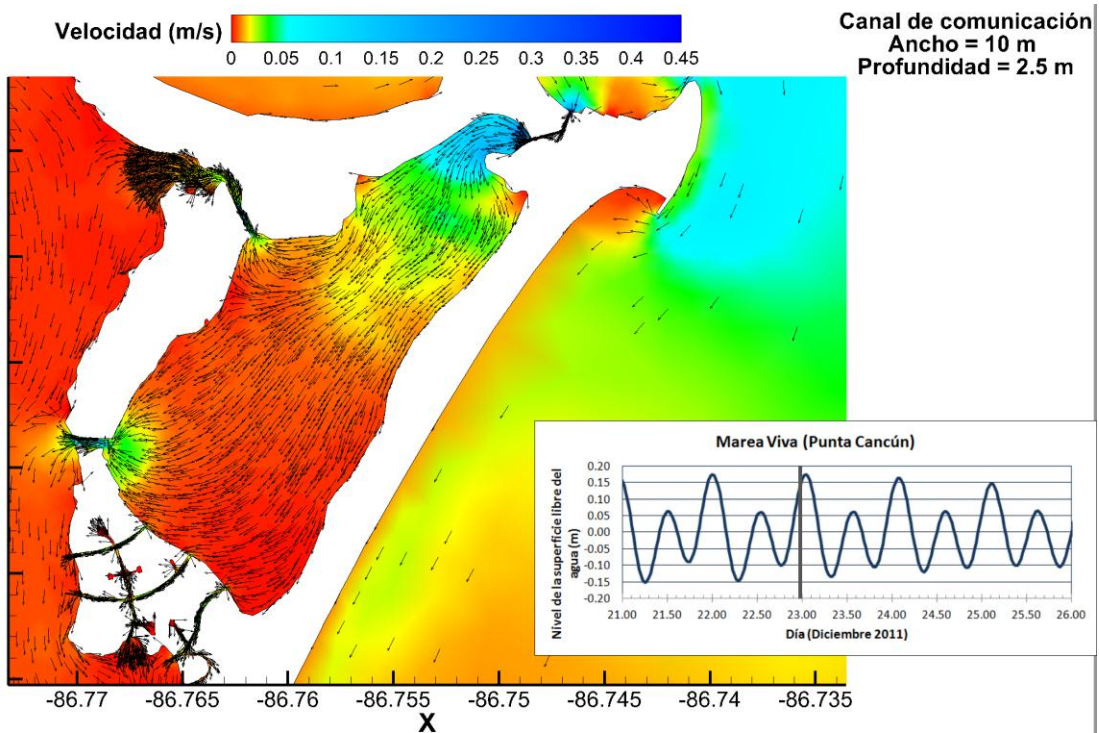 Velocidad (m/s)
0 0.05 0.1 0.15 0.2 0.25 0.3 0.35 0.4 0.45
Canal de comunicación
Ancho = 10 m
Profundidad = 2.5 m
Marea Viva (Punta Cancún)
Nivel de la superficie libre del
agua (m)
0.20
0.15
0.10
0.05
0.00
-0.05
-0.10
-0.15
-0.20
21.00 21.50 22.00 22.50 23.00 23.50 24.00 24.50 25.00 25.50 26.00
Día (Diciembre 2011)
-86.77 -86.765 -86.76 -86.755 -86.75 -86.745 -86.74 -86.735
X